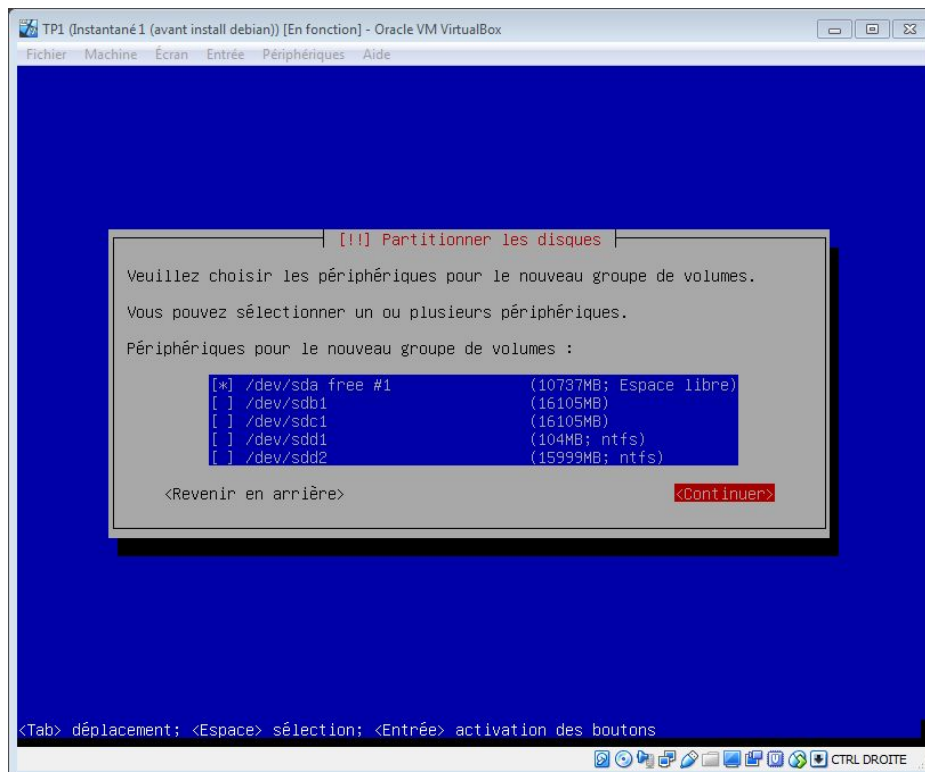 TP1 (Instantané 1 (avant install debian)) [En fonction] - Oracle VM VirtualBox
Fichier Machine Écran Entrée Périphériques Aide
[!!] Partitionner les disques
Veuillez choisir les périphériques pour le nouveau groupe de volumes.
Vous pouvez sélectionner un ou plusieurs périphériques.
Périphériques pour le nouveau groupe de volumes :
[*] /dev/sda free #1 (10737MB; Espace libre)
[ ] /dev/sdb1 (16105MB)
[ ] /dev/sdc1 (16105MB)
[ ] /dev/sdd1 (104MB; ntfs)
[ ] /dev/sdd2 (15999MB; ntfs)
<Revenir en arrière> <Continuer>
<Tab> déplacement; <Espace> sélection; <Entrée> activation des boutons
CTRL DROITE